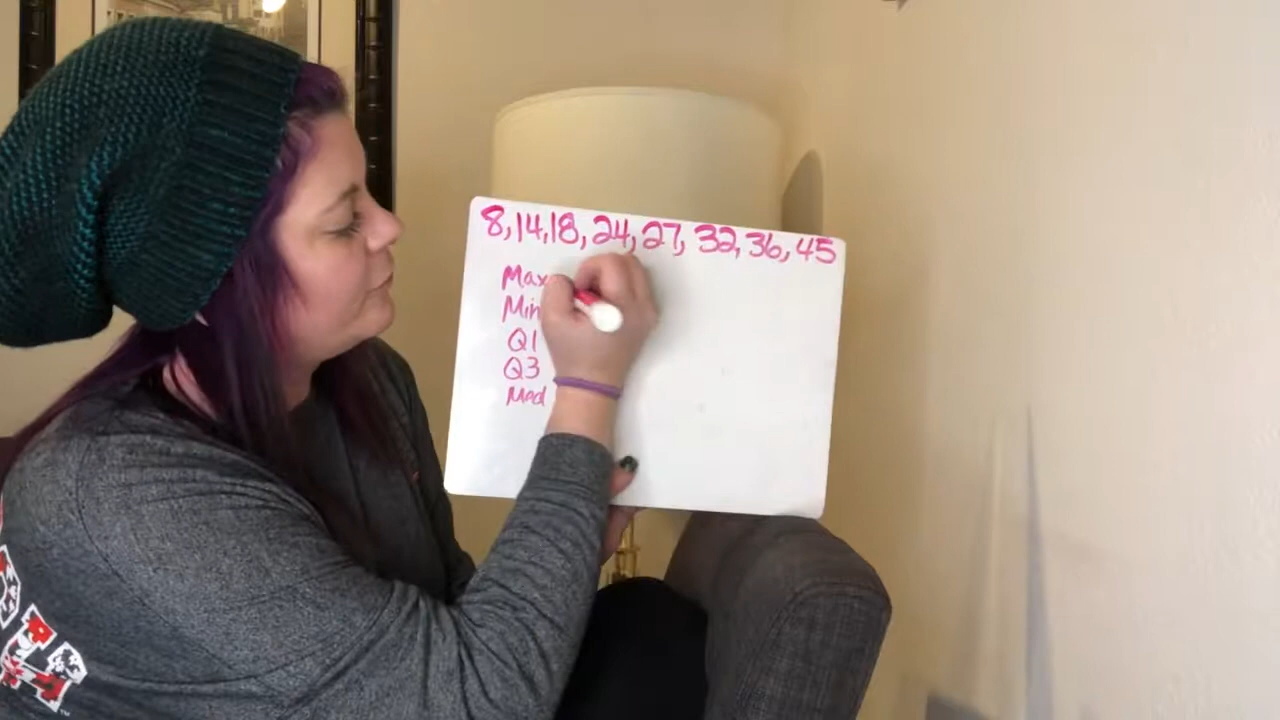 8, 14, 18, 24, 27, 32, 36, 45
Max
Min
Q1
Q3
Med